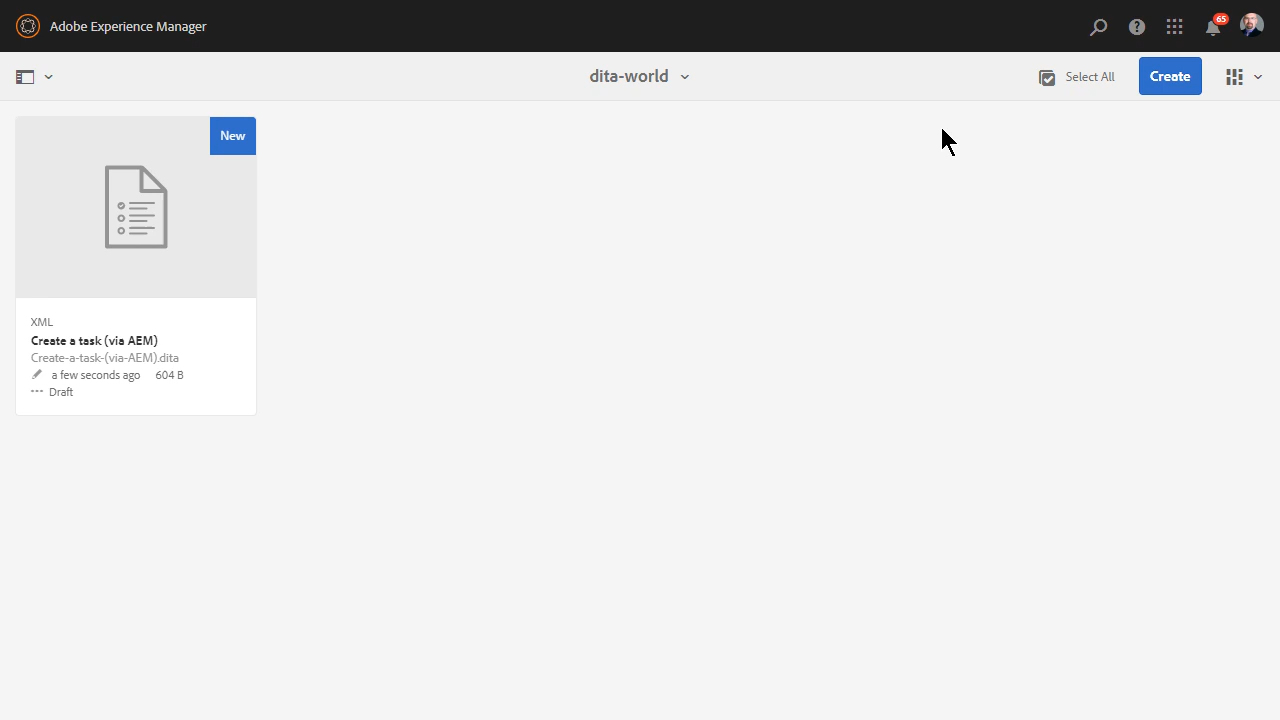 Adobe Experience Manager
65
dita-world
Select All
Create
New
XML
Create a task (via AEM)
Create-a-task-(via-AEM).dita
a few seconds ago 604 B
Draft